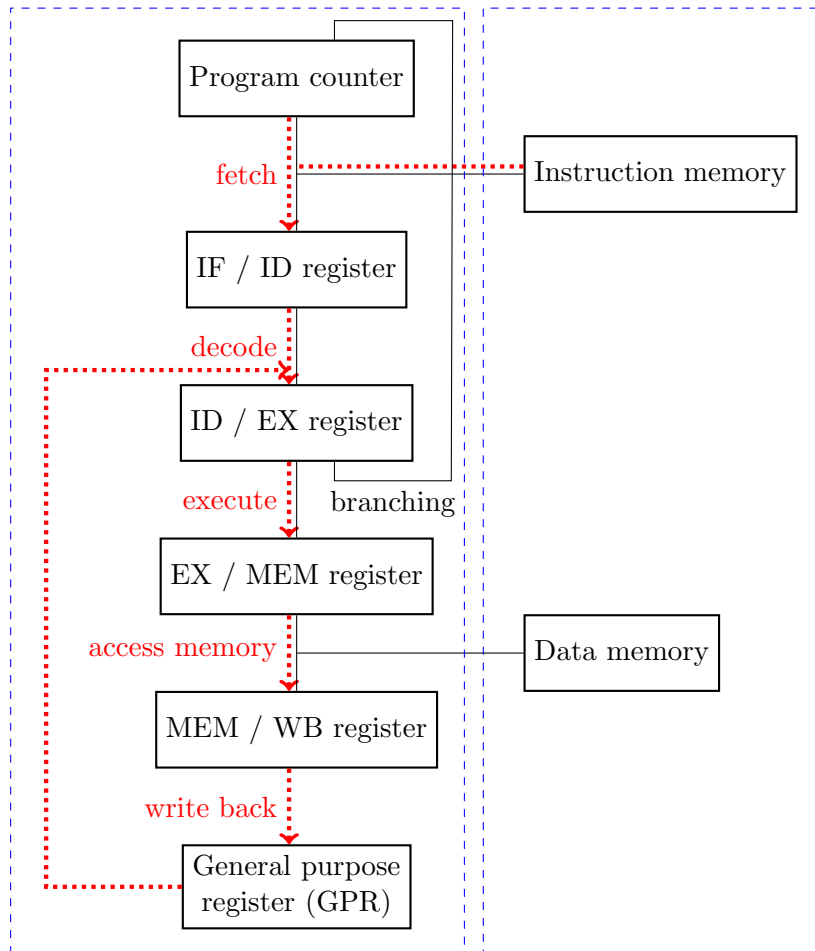 Program counter
fetch
Instruction memory
IF / ID register
decode
ID / EX register
execute
branching
EX / MEM register
access memory
Data memory
MEM / WB register
write back
General purpose
register (GPR)